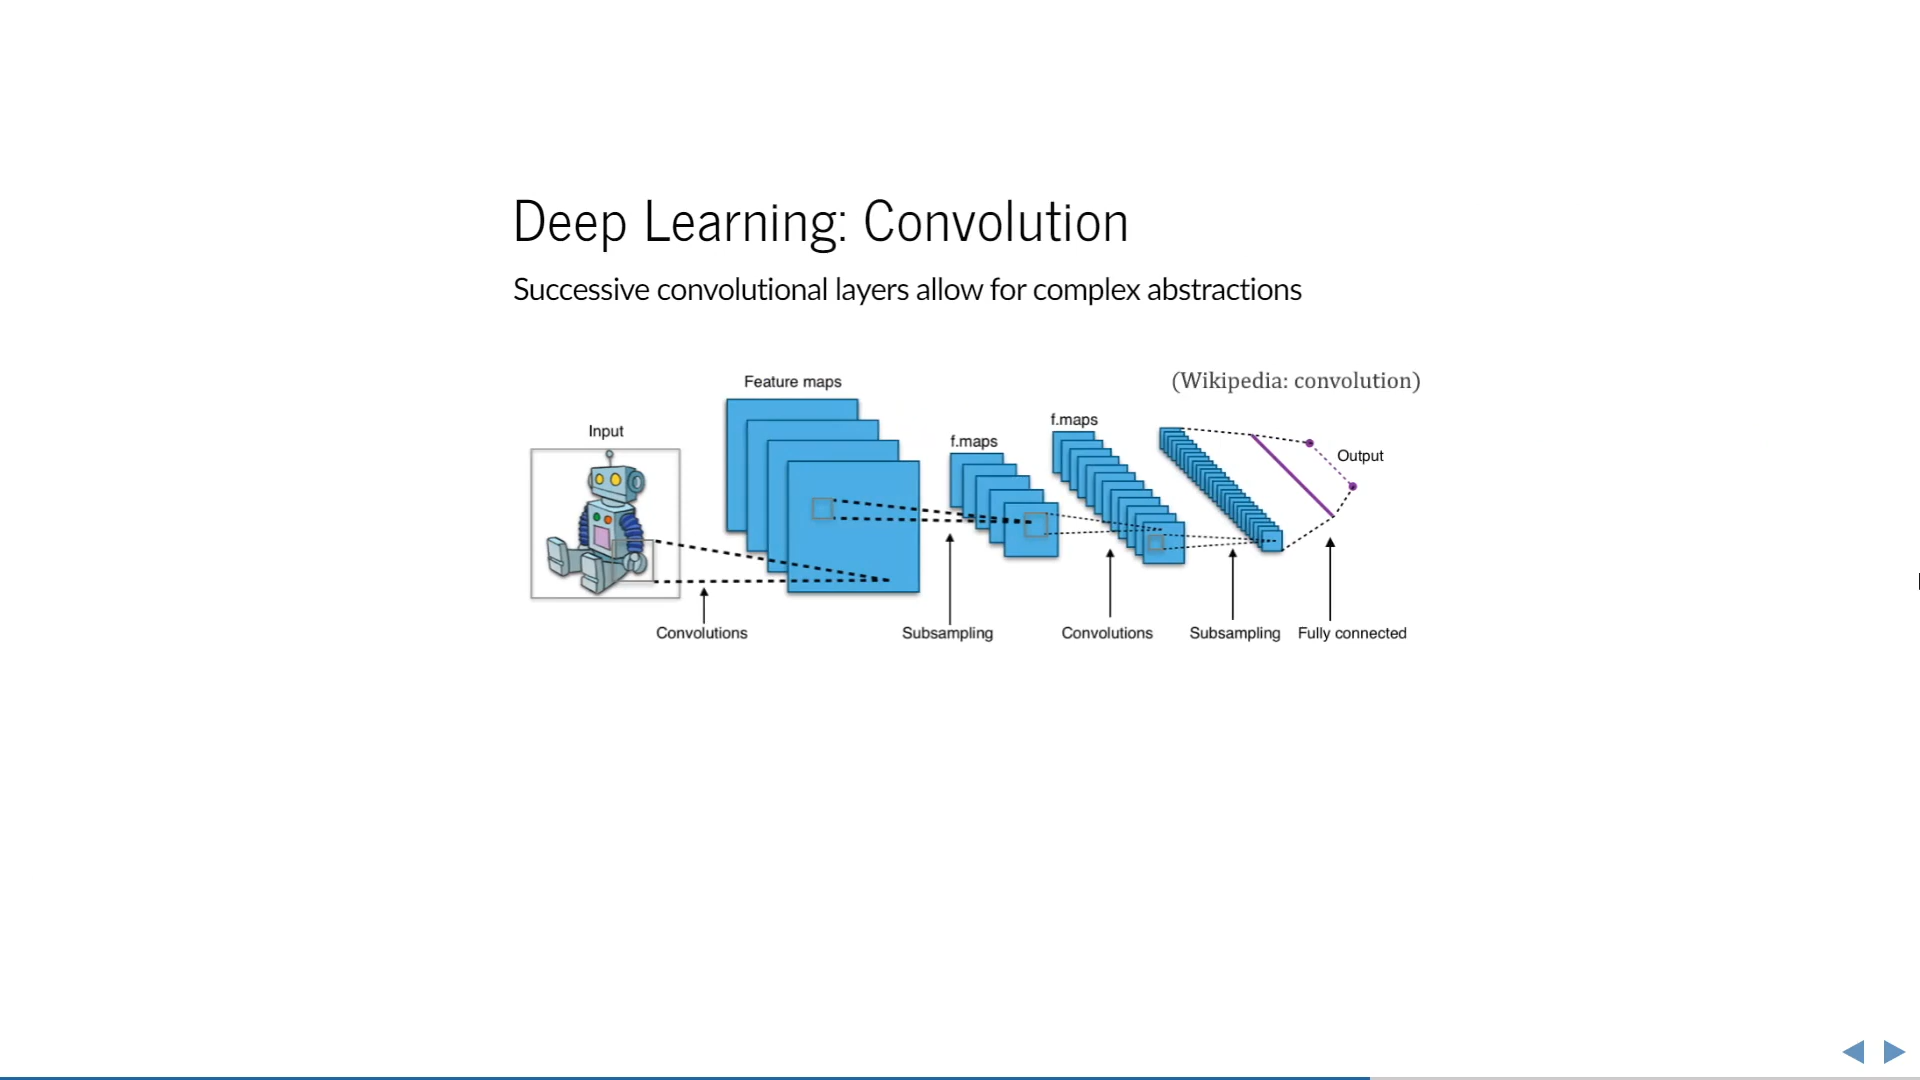 Deep Learning: Convolution
Successive convolutional layers allow for complex abstractions
(Wikipedia: convolution)
Feature maps
f.maps
Input
f.maps
Output
Convolutions
Subsampling
Convolutions
Subsampling
Fully connected